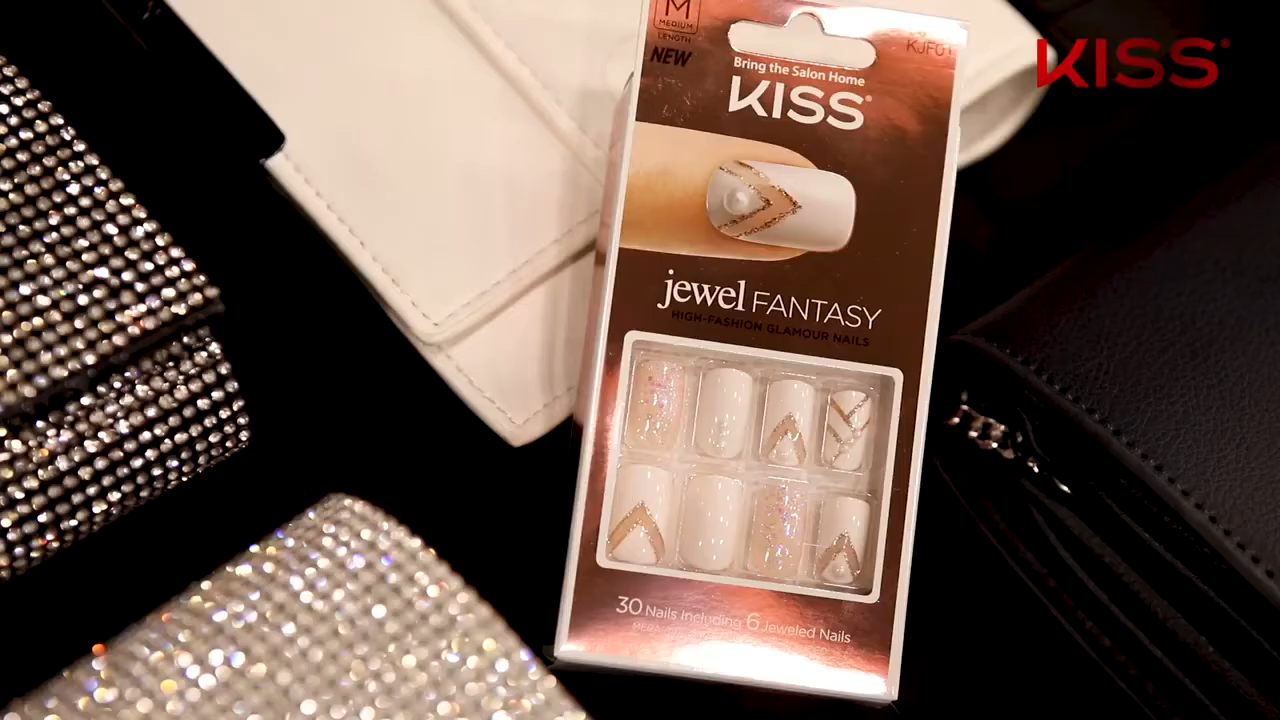 M
MEDIUM
LENGTH
NEW
KJF01
Bring the Salon Home
KISS®
jewel FANTASY
HIGH-FASHION GLAMOUR NAILS
30 Nails Including 6 Jeweled Nails
KISS®